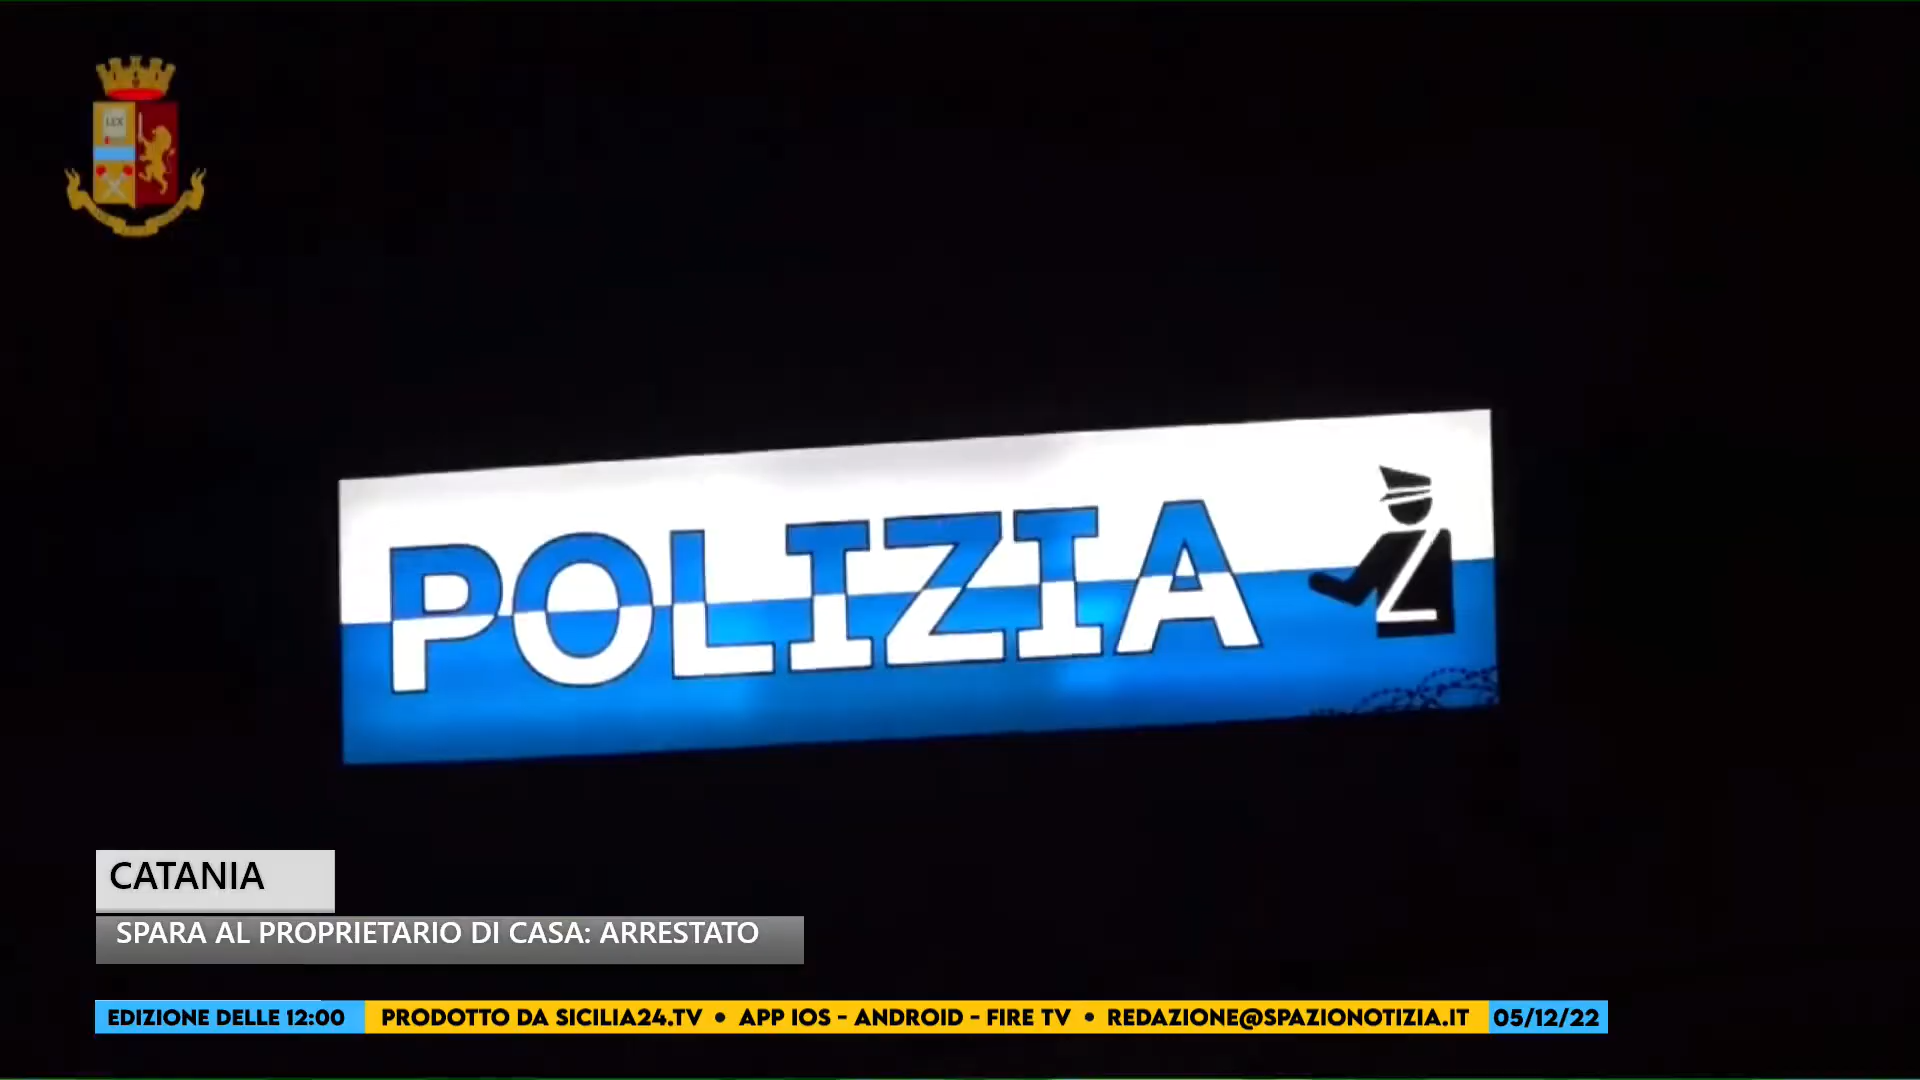 LEX
POLIZIA
CATANIA
SPARA AL PROPRIETARIO DI CASA: ARRESTATO
EDIZIONE DELLE 12:00 PRODOTTO DA SICILIA24.TV • APP IOS - ANDROID - FIRE TV • REDAZIONE@SPAZIONOTIZIA.IT 05/12/22